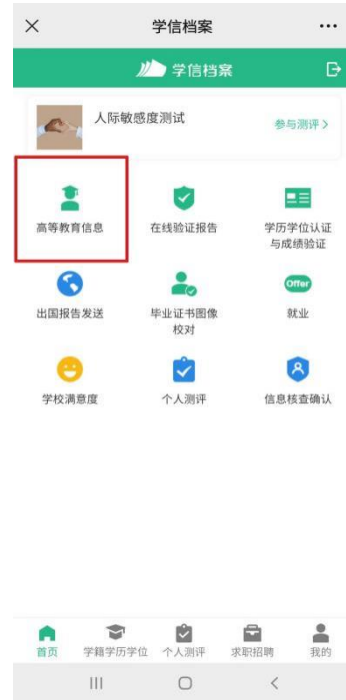 学信档案
学信档案
人际敏感度测试
参与测评>
高等教育信息
在线验证报告
学历学位认证
与成绩验证
出国报告发送
毕业证书图像
校对
Offer
就业
学校满意度
个人测评
信息核查确认
首页
学籍学历学位
个人测评
求职招聘
我的